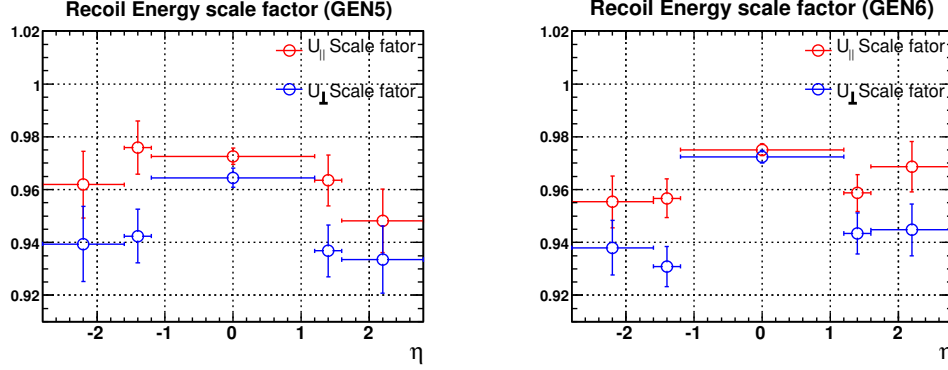 Recoil Energy scale factor (GEN5)
1.02
1
0.98
0.96
0.94
0.92
U|| Scale fator
U⊥ Scale fator
-2 -1 0 1 2
η
Recoil Energy scale factor (GEN6)
1.02
1
0.98
0.96
0.94
0.92
U|| Scale fator
U⊥ Scale fator
-2 -1 0 1 2
η